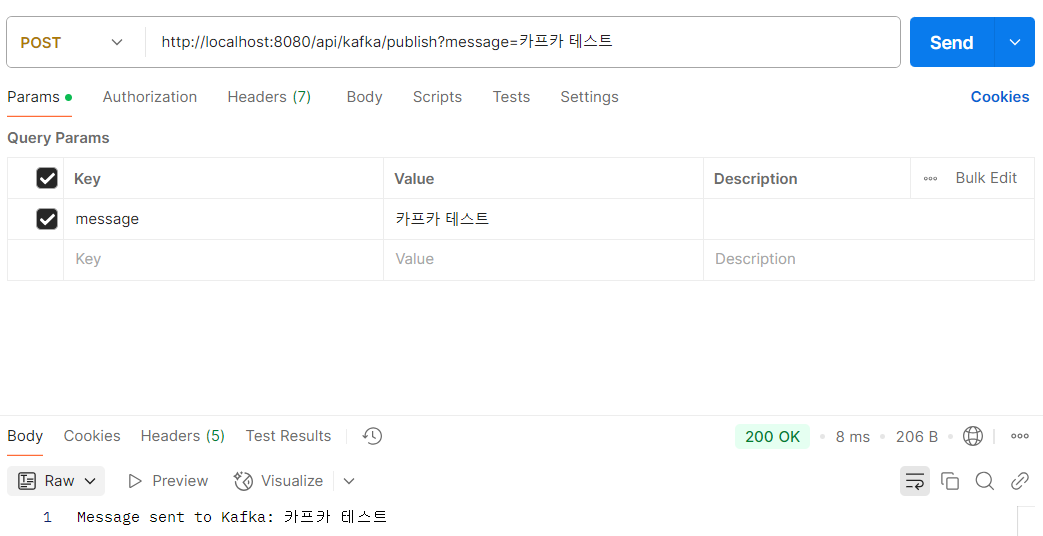 POST http://localhost:8080/api/kafka/publish?message=카프카 테스트 Send
Params Authorization Headers (7) Body Scripts Tests Settings Cookies
Query Params
Key Value Description Bulk Edit
message 카프카 테스트
Key Value Description
Body Cookies Headers (5) Test Results 200 OK 8 ms 206 B
Raw Preview Visualize
1 Message sent to Kafka: 카프카 테스트